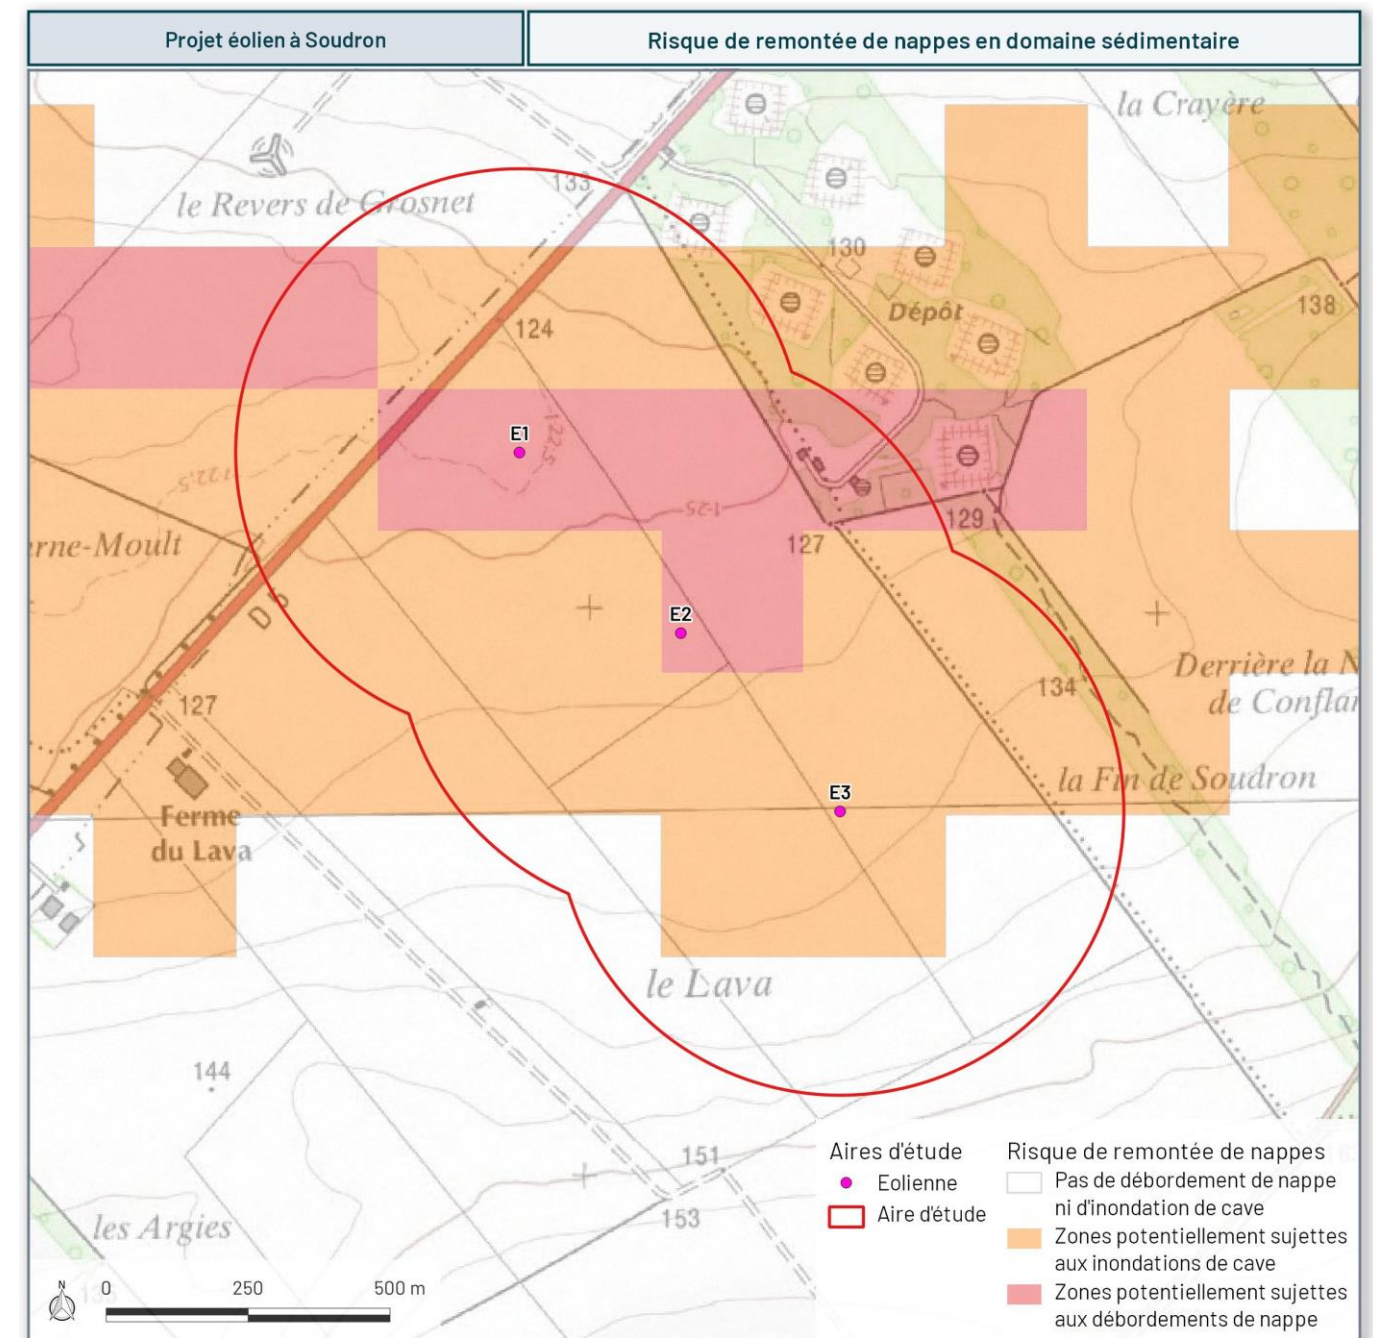 Projet éolien à Soudron
Risque de remontée de nappes en domaine sédimentaire
la Crayère
133
le Revers de Grosnet
130
138
124
Dépôt
E1
122,5
122,5
125
129
rne-Moult
127
D 5
E2
Derrière la N
de Conflan
134
127
la Fin de Soudron
E3
Ferme
du Lava
le Lava
144
151
153
les Argies
Aires d'étude
Eolienne
Aire d'étude
Risque de remontée de nappes
Pas de débordement de nappe
ni d'inondation de cave
Zones potentiellement sujettes
aux inondations de cave
Zones potentiellement sujettes
aux débordements de nappe
N
0 250 500 m